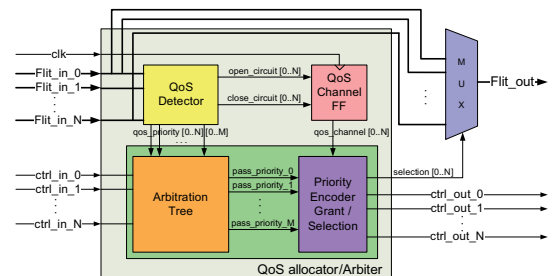 clk
Flit_in_0
Flit_in_1
Flit_in_N
QoS
Detector
open_circuit [0..N]
close_circuit [0..N]
QoS
Channel
FF
M
U
X
Flit_out
qos_priority [0..N] [0..M]
qos_channel [0..N]
ctrl_in_0
ctrl_in_1
ctrl_in_N
Arbitration
Tree
pass_priority_0
pass_priority_1
pass_priority_M
Priority
Encoder
Grant /
Selection
selection [0..N]
ctrl_out_0
ctrl_out_1
ctrl_out_N
QoS allocator/Arbiter